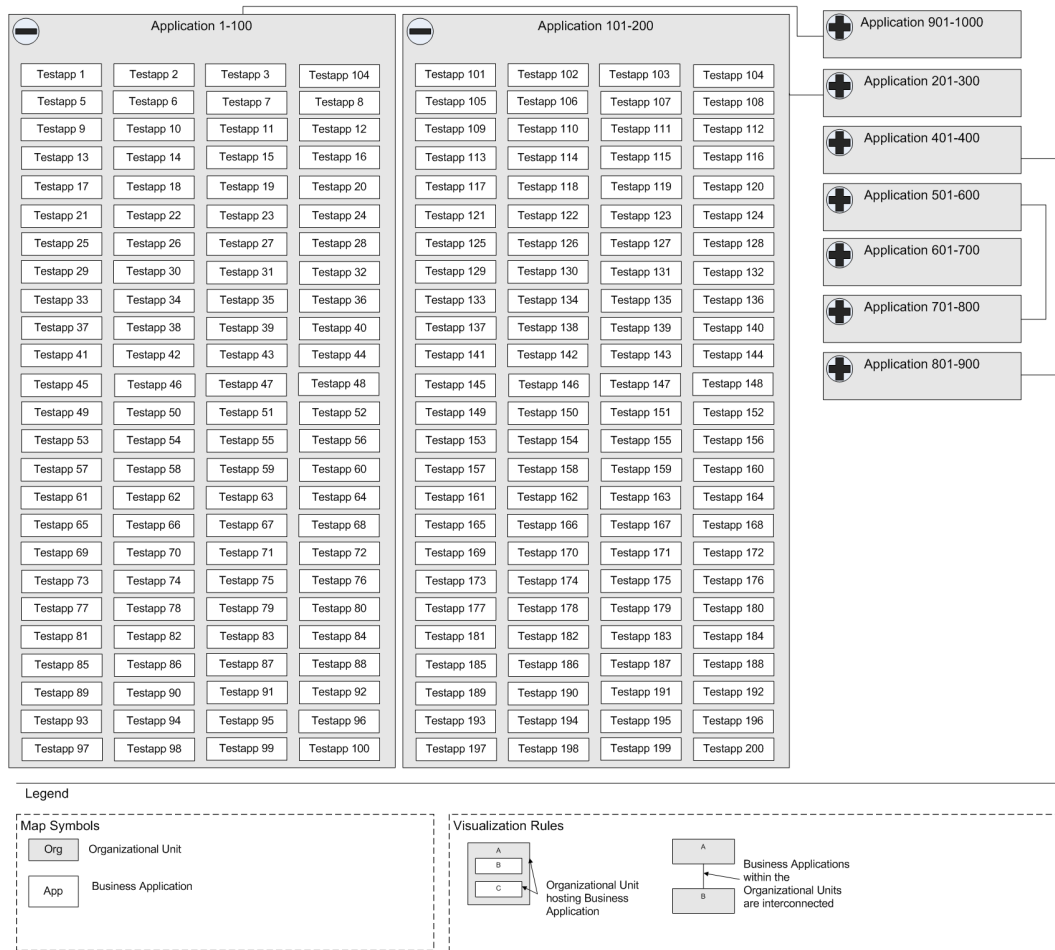 Application 1-100
Testapp 1 Testapp 2 Testapp 3 Testapp 104
Testapp 5 Testapp 6 Testapp 7 Testapp 8
Testapp 9 Testapp 10 Testapp 11 Testapp 12
Testapp 13 Testapp 14 Testapp 15 Testapp 16
Testapp 17 Testapp 18 Testapp 19 Testapp 20
Testapp 21 Testapp 22 Testapp 23 Testapp 24
Testapp 25 Testapp 26 Testapp 27 Testapp 28
Testapp 29 Testapp 30 Testapp 31 Testapp 32
Testapp 33 Testapp 34 Testapp 35 Testapp 36
Testapp 37 Testapp 38 Testapp 39 Testapp 40
Testapp 41 Testapp 42 Testapp 43 Testapp 44
Testapp 45 Testapp 46 Testapp 47 Testapp 48
Testapp 49 Testapp 50 Testapp 51 Testapp 52
Testapp 53 Testapp 54 Testapp 55 Testapp 56
Testapp 57 Testapp 58 Testapp 59 Testapp 60
Testapp 61 Testapp 62 Testapp 63 Testapp 64
Testapp 65 Testapp 66 Testapp 67 Testapp 68
Testapp 69 Testapp 70 Testapp 71 Testapp 72
Testapp 73 Testapp 74 Testapp 75 Testapp 76
Testapp 77 Testapp 78 Testapp 79 Testapp 80
Testapp 81 Testapp 82 Testapp 83 Testapp 84
Testapp 85 Testapp 86 Testapp 87 Testapp 88
Testapp 89 Testapp 90 Testapp 91 Testapp 92
Testapp 93 Testapp 94 Testapp 95 Testapp 96
Testapp 97 Testapp 98 Testapp 99 Testapp 100
Application 101-200
Testapp 101 Testapp 102 Testapp 103 Testapp 104
Testapp 105 Testapp 106 Testapp 107 Testapp 108
Testapp 109 Testapp 110 Testapp 111 Testapp 112
Testapp 113 Testapp 114 Testapp 115 Testapp 116
Testapp 117 Testapp 118 Testapp 119 Testapp 120
Testapp 121 Testapp 122 Testapp 123 Testapp 124
Testapp 125 Testapp 126 Testapp 127 Testapp 128
Testapp 129 Testapp 130 Testapp 131 Testapp 132
Testapp 133 Testapp 134 Testapp 135 Testapp 136
Testapp 137 Testapp 138 Testapp 139 Testapp 140
Testapp 141 Testapp 142 Testapp 143 Testapp 144
Testapp 145 Testapp 146 Testapp 147 Testapp 148
Testapp 149 Testapp 150 Testapp 151 Testapp 152
Testapp 153 Testapp 154 Testapp 155 Testapp 156
Testapp 157 Testapp 158 Testapp 159 Testapp 160
Testapp 161 Testapp 162 Testapp 163 Testapp 164
Testapp 165 Testapp 166 Testapp 167 Testapp 168
Testapp 169 Testapp 170 Testapp 171 Testapp 172
Testapp 173 Testapp 174 Testapp 175 Testapp 176
Testapp 177 Testapp 178 Testapp 179 Testapp 180
Testapp 181 Testapp 182 Testapp 183 Testapp 184
Testapp 185 Testapp 186 Testapp 187 Testapp 188
Testapp 189 Testapp 190 Testapp 191 Testapp 192
Testapp 193 Testapp 194 Testapp 195 Testapp 196
Testapp 197 Testapp 198 Testapp 199 Testapp 200
Application 901-1000
Application 201-300
Application 401-400
Application 501-600
Application 601-700
Application 701-800
Application 801-900
Legend
Map Symbols
Org Organizational Unit
App Business Application
Visualization Rules
A
B
C
Organizational Unit
hosting Business
Application
A
B
Business Applications
within the
Organizational Units
are interconnected